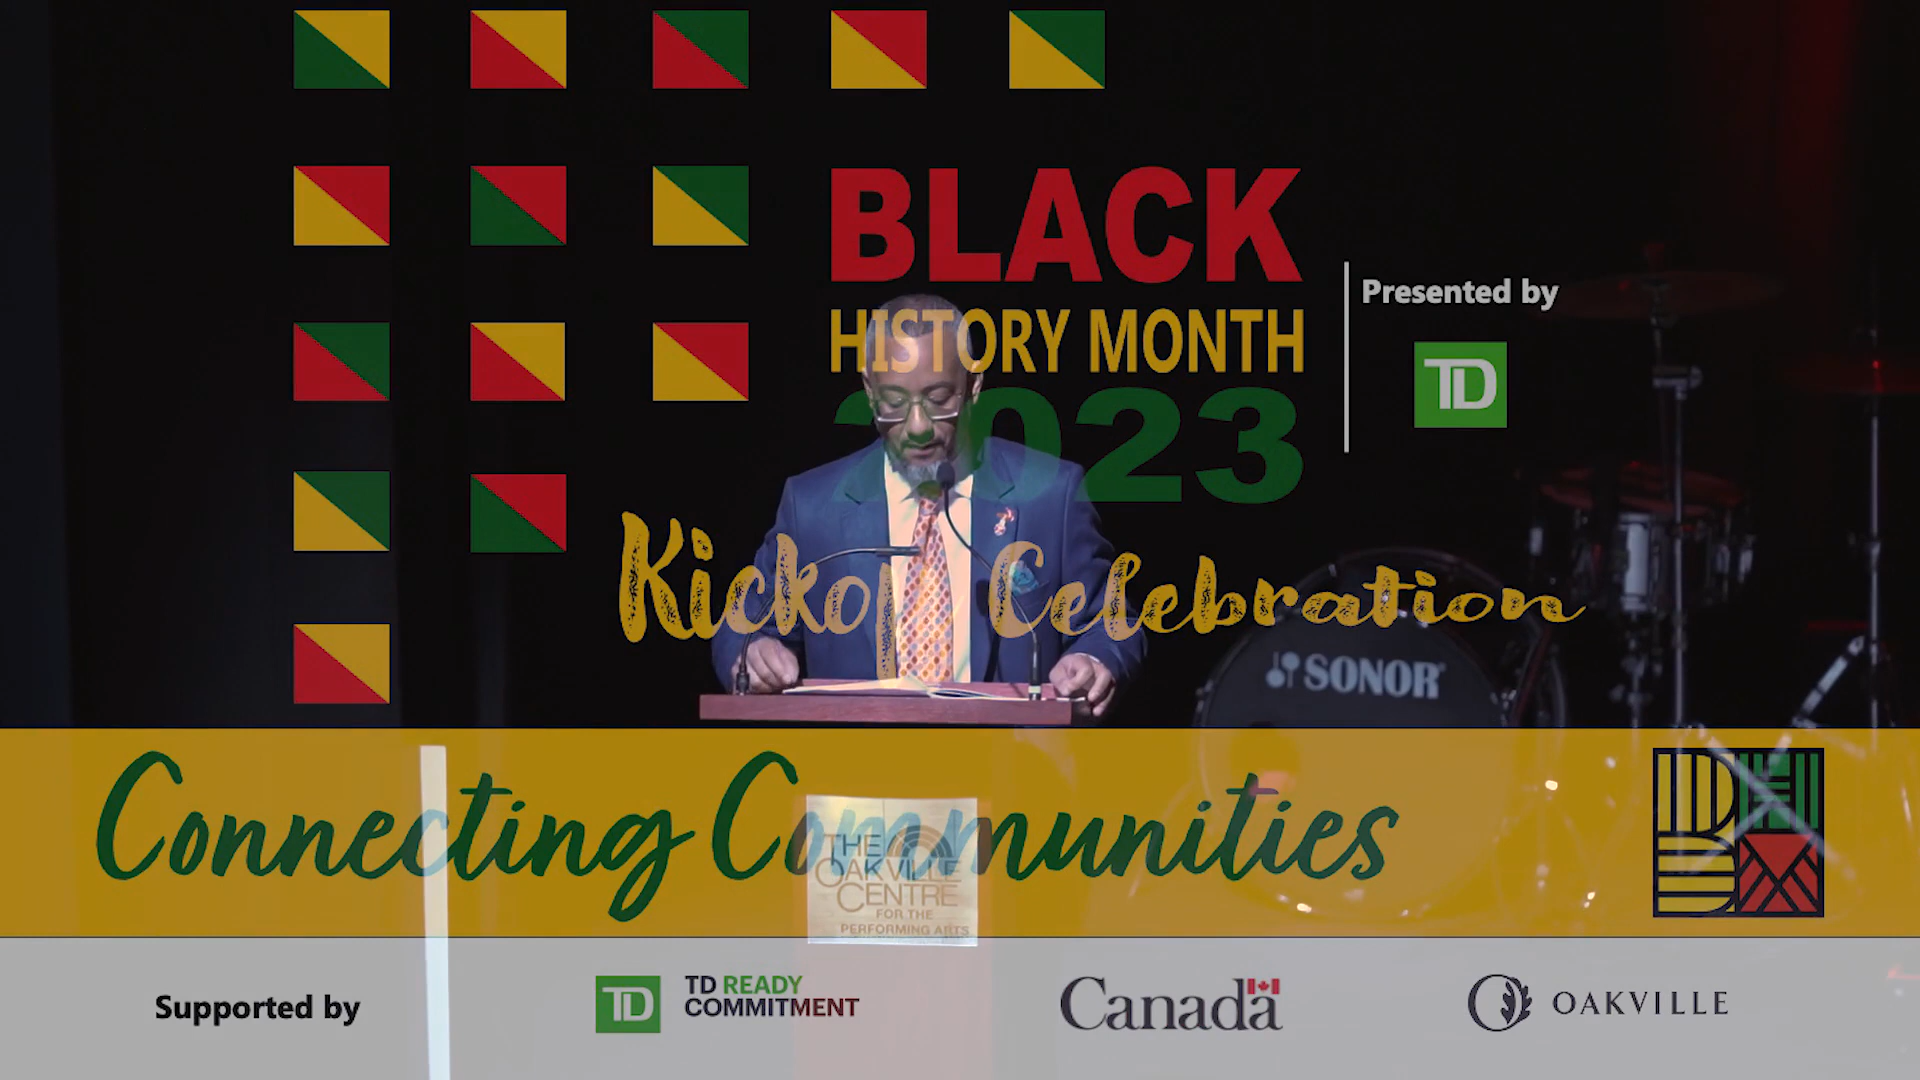 BLACK
HISTORY MONTH
2023
Presented by
TD
Kickoff Celebration
SONOR
Connecting Communities
THE
OAKVILLE
CENTRE
FOR THE
PERFORMING ARTS
Supported by
TD
TD READY
COMMITMENT
Canada
OAKVILLE